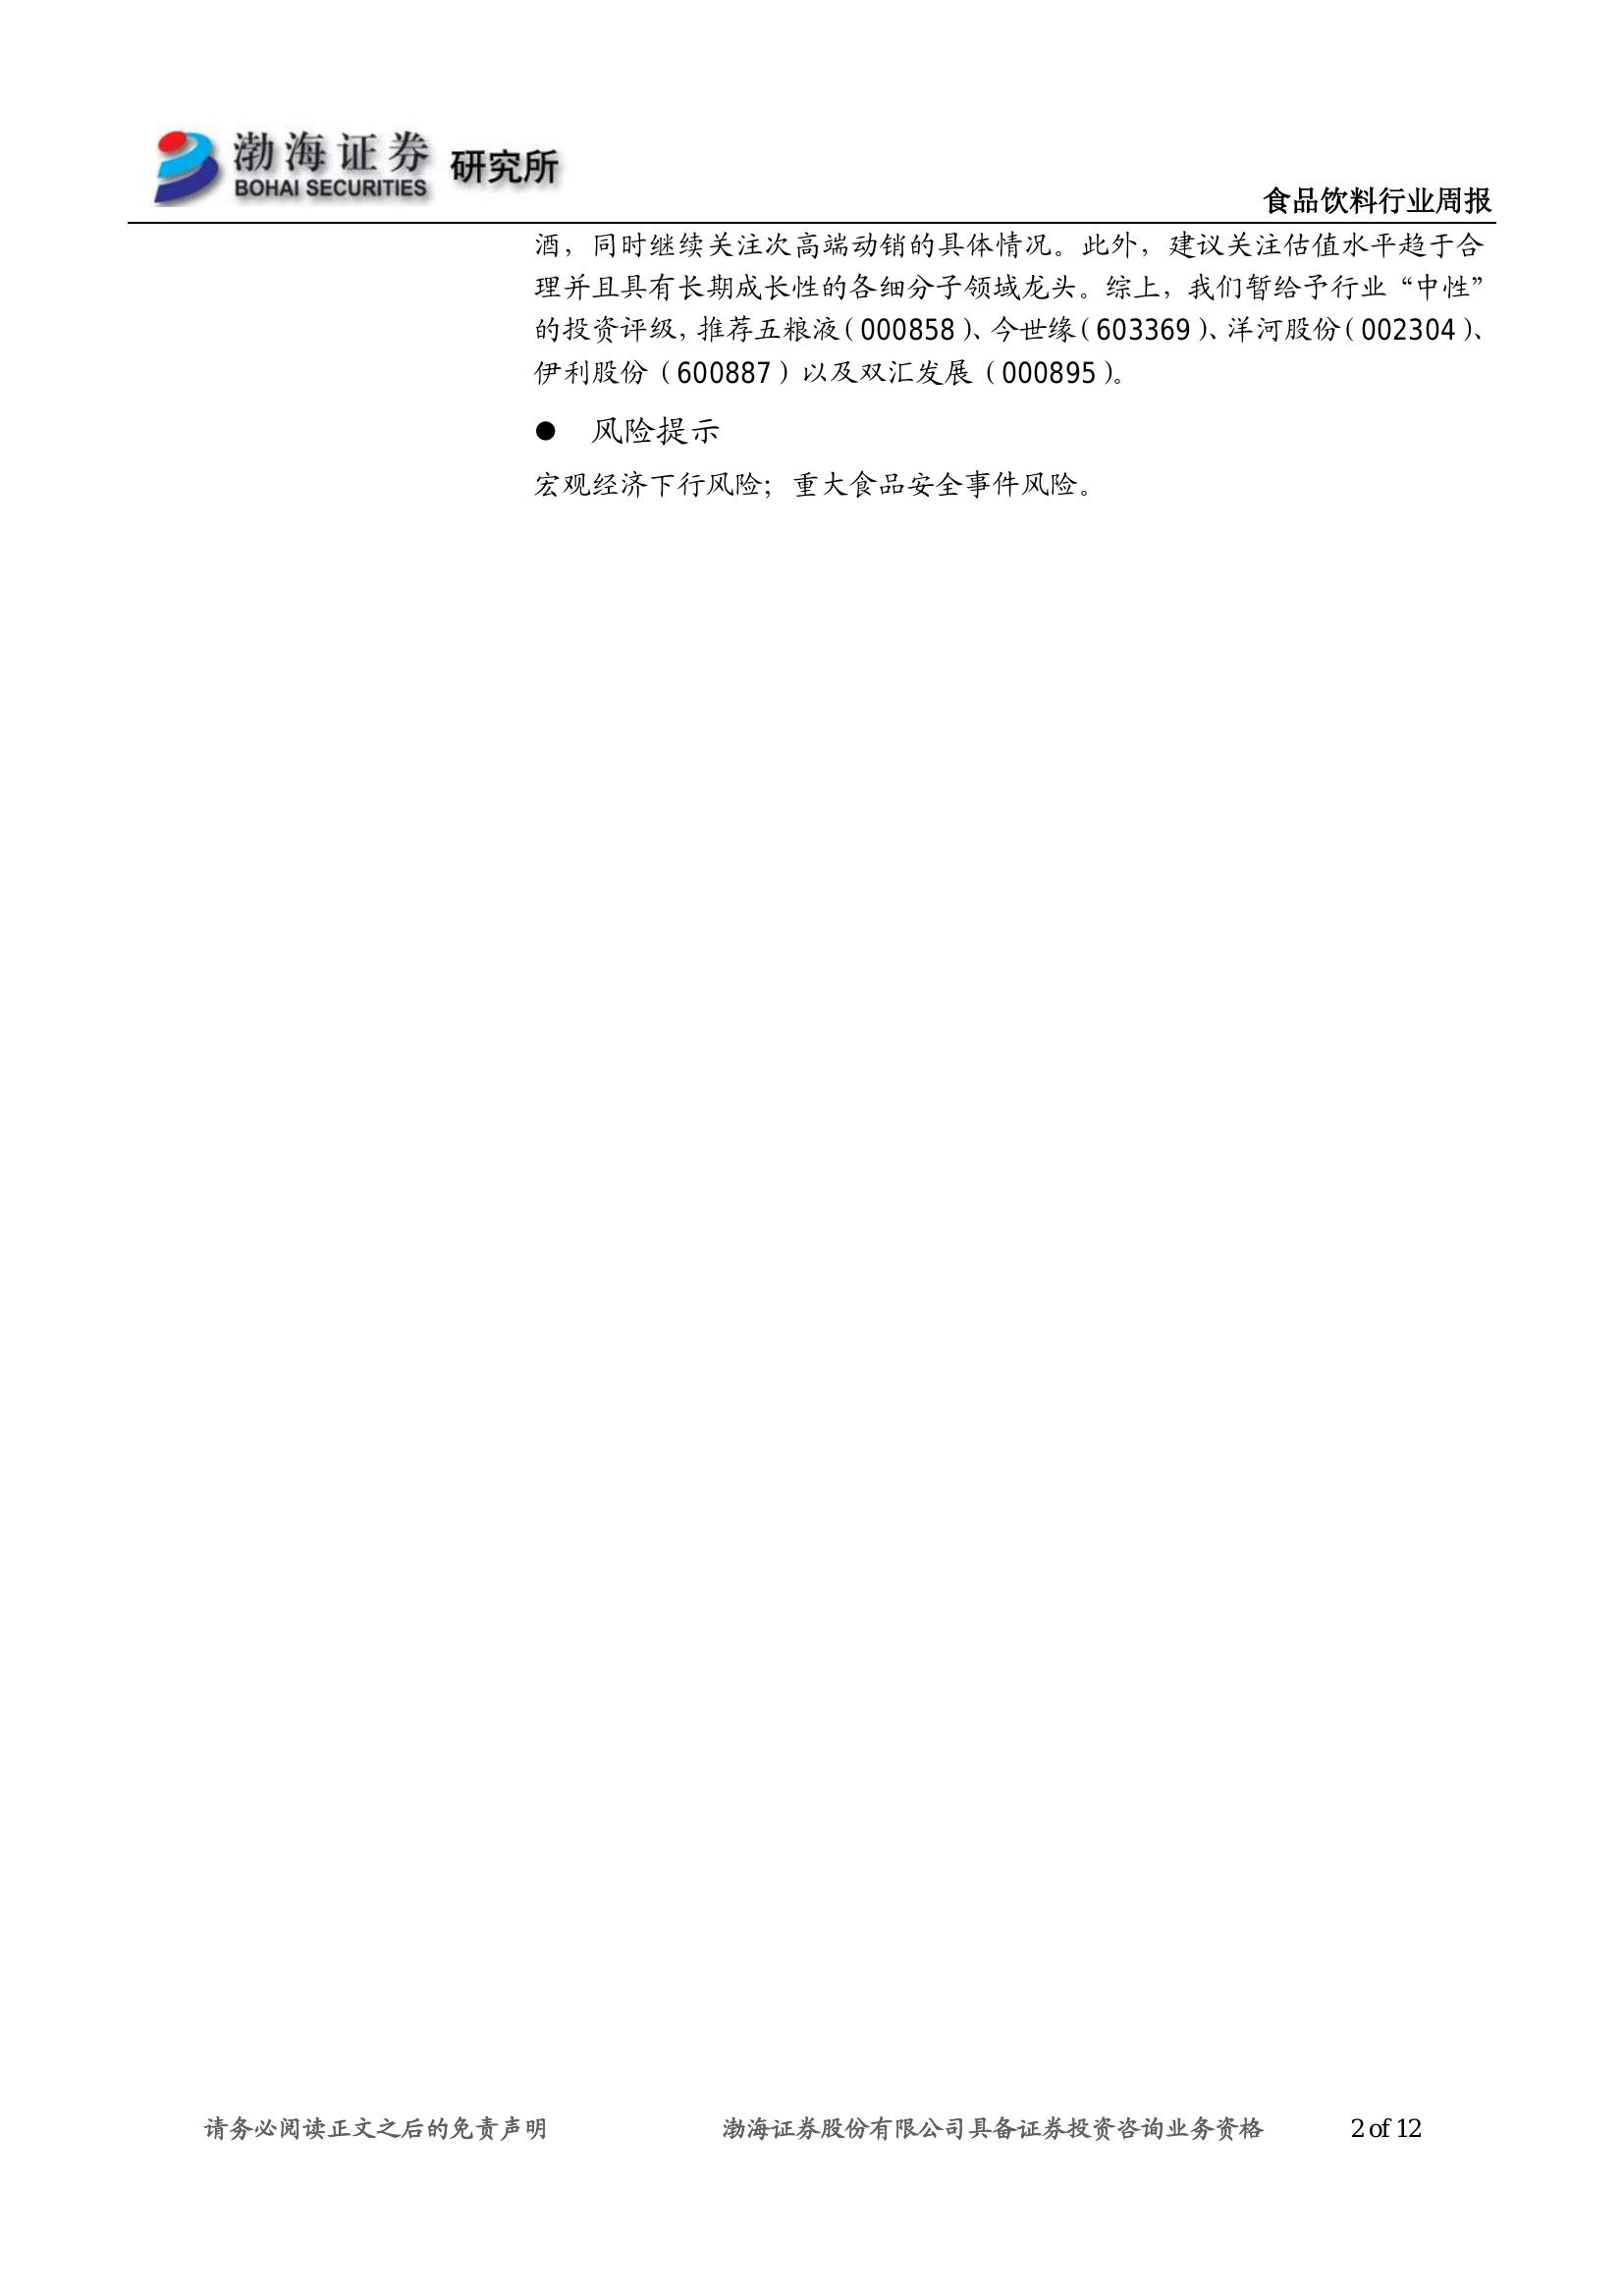 渤海证券
BOHAI SECURITIES
研究所
食品饮料行业周报
酒，同时继续关注次高端动销的具体情况。此外，建议关注估值水平趋于合
理并且具有长期成长性的各细分子领域龙头。综上，我们暂给予行业“中性”
的投资评级，推荐五粮液（000858）、今世缘（603369）、洋河股份（002304）、
伊利股份（600887）以及双汇发展（000895）。
● 风险提示
宏观经济下行风险；重大食品安全事件风险。
请务必阅读正文之后的免责声明 渤海证券股份有限公司具备证券投资咨询业务资格 2 of 12